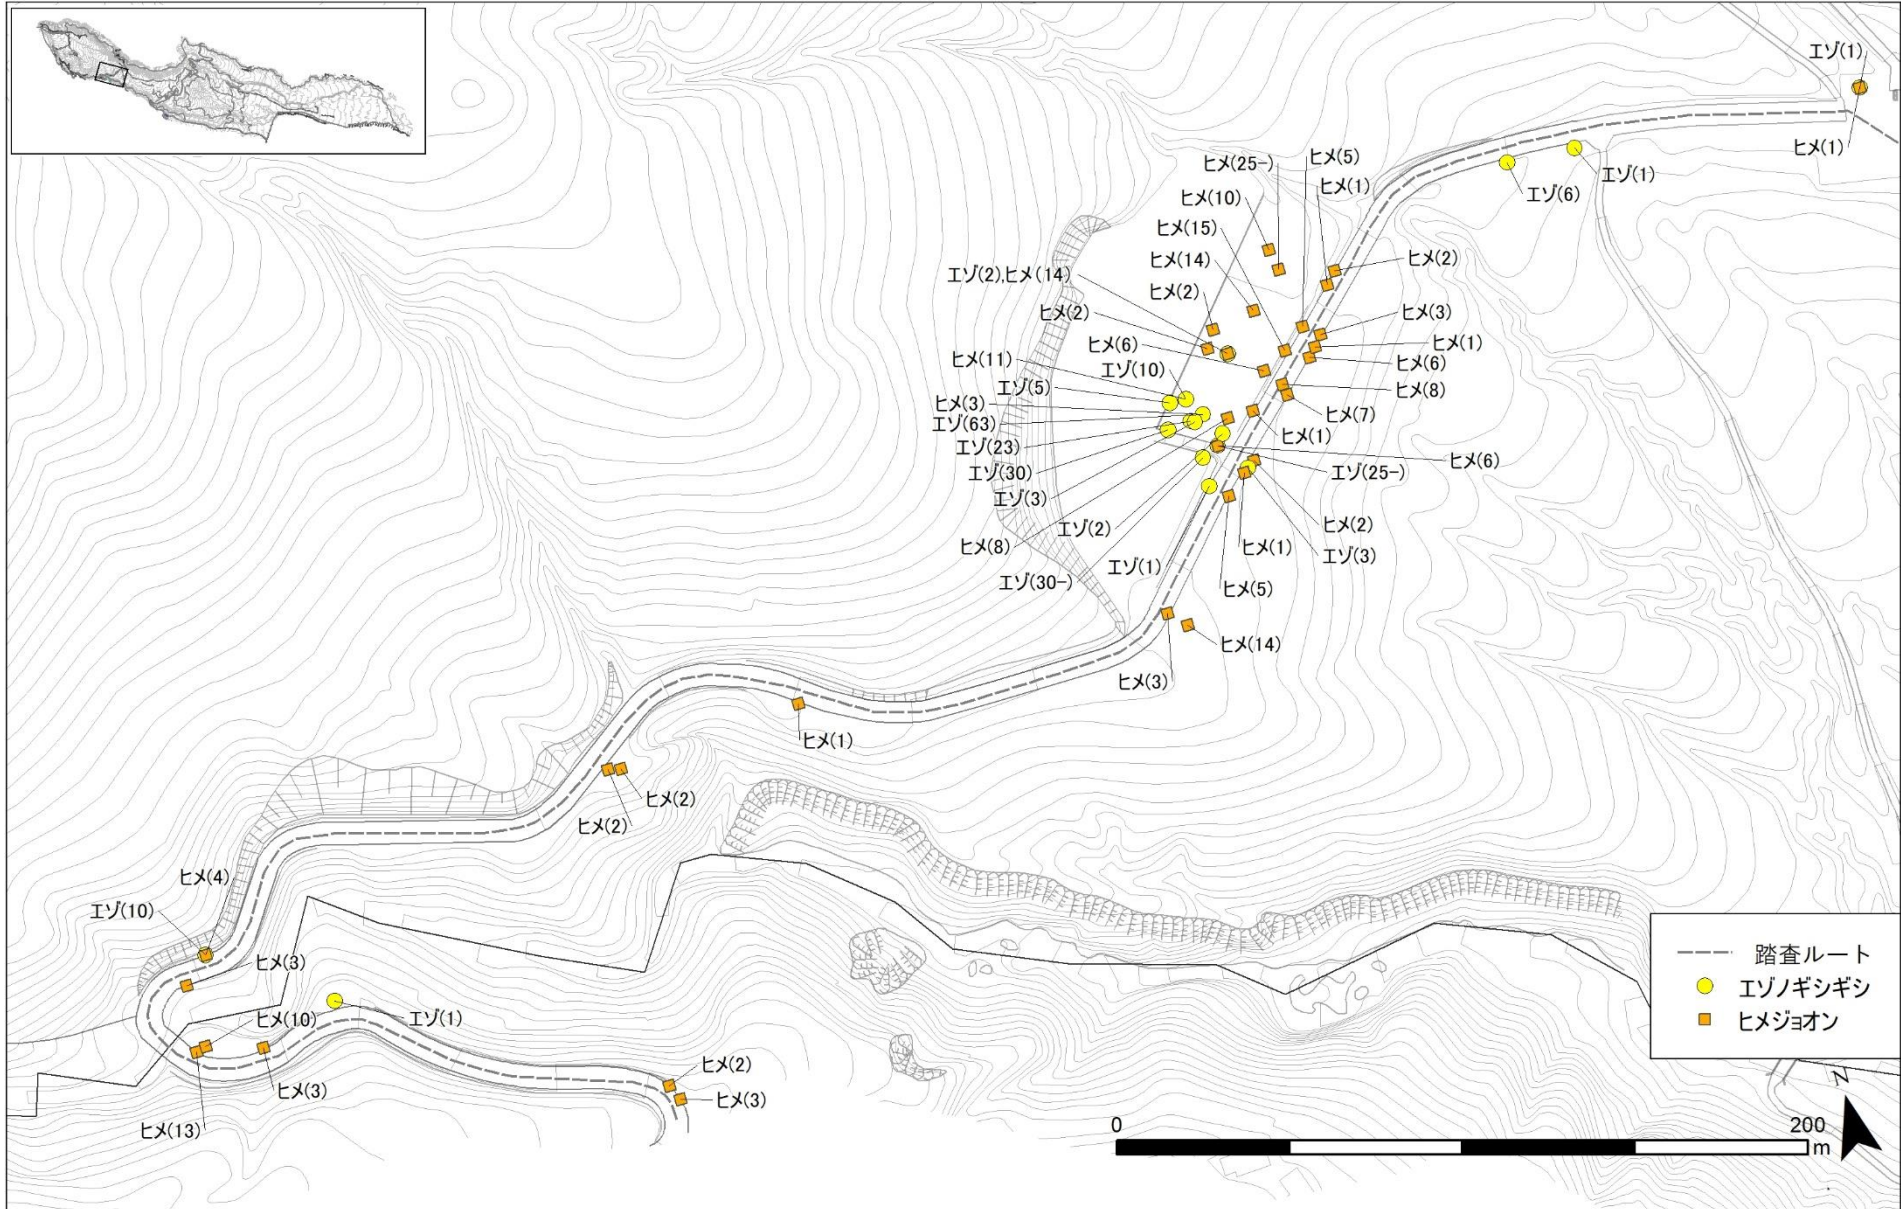 エゾ(1)
ヒメ(1)
エゾ(1)
エゾ(6)
ヒメ(25-)
ヒメ(5)
ヒメ(1)
ヒメ(10)
ヒメ(15)
ヒメ(14)
ヒメ(2)
エゾ(2),ヒメ(14)
ヒメ(2)
ヒメ(2)
ヒメ(3)
ヒメ(6)
ヒメ(1)
ヒメ(11)
エゾ(10)
ヒメ(6)
エゾ(5)
ヒメ(8)
ヒメ(3)
ヒメ(7)
エゾ(63)
ヒメ(1)
エゾ(23)
ヒメ(6)
エゾ(30)
エゾ(25-)
エゾ(3)
エゾ(2)
ヒメ(2)
ヒメ(8)
ヒメ(1)
エゾ(3)
エゾ(1)
エゾ(30-)
ヒメ(5)
ヒメ(14)
ヒメ(3)
ヒメ(1)
ヒメ(2)
ヒメ(2)
ヒメ(4)
エゾ(10)
ヒメ(3)
ヒメ(10)
エゾ(1)
ヒメ(3)
ヒメ(13)
ヒメ(2)
ヒメ(3)
踏査ルート
エゾノギシギシ
ヒメジョオン
N
0
200
m